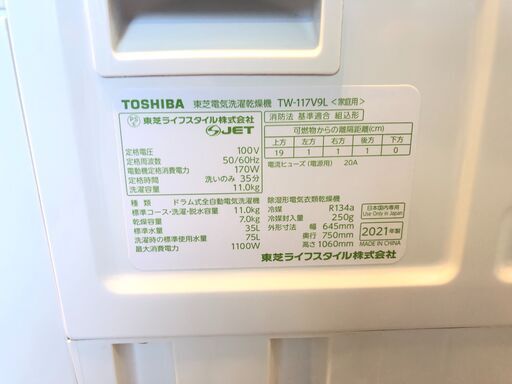 TOSHIBA 東芝電気洗濯乾燥機 TW-117V9L <家庭用>
PS E 東芝ライフスタイル株式会社
S JET
定格電圧 100V
定格周波数 50/60Hz
電動機定格消費電力 170W
定格時間 洗いのみ 35分
洗濯容量 11.0kg
消防法 基準適合 組込形
可燃物からの離隔距離(cm)
上方 左方 右方 前方 後方 下方
19 1 1 1 1 0
電流ヒューズ(電源用) 20A
種類 ドラム式全自動電気洗濯機
標準コース・洗濯・脱水容量 11.0kg
乾燥容量 7.0kg
標準水量 35L
洗濯時の標準使用水量 75L
最大消費電力 1100W
除湿形電気衣類乾燥機
冷媒 R134a
冷媒封入量 250g
外形寸法 幅 645mm
奥行 750mm
高さ 1060mm
日本国内専用
Use Only in Japan
2021年製
MADE IN CHINA
東芝ライフスタイル株式会社